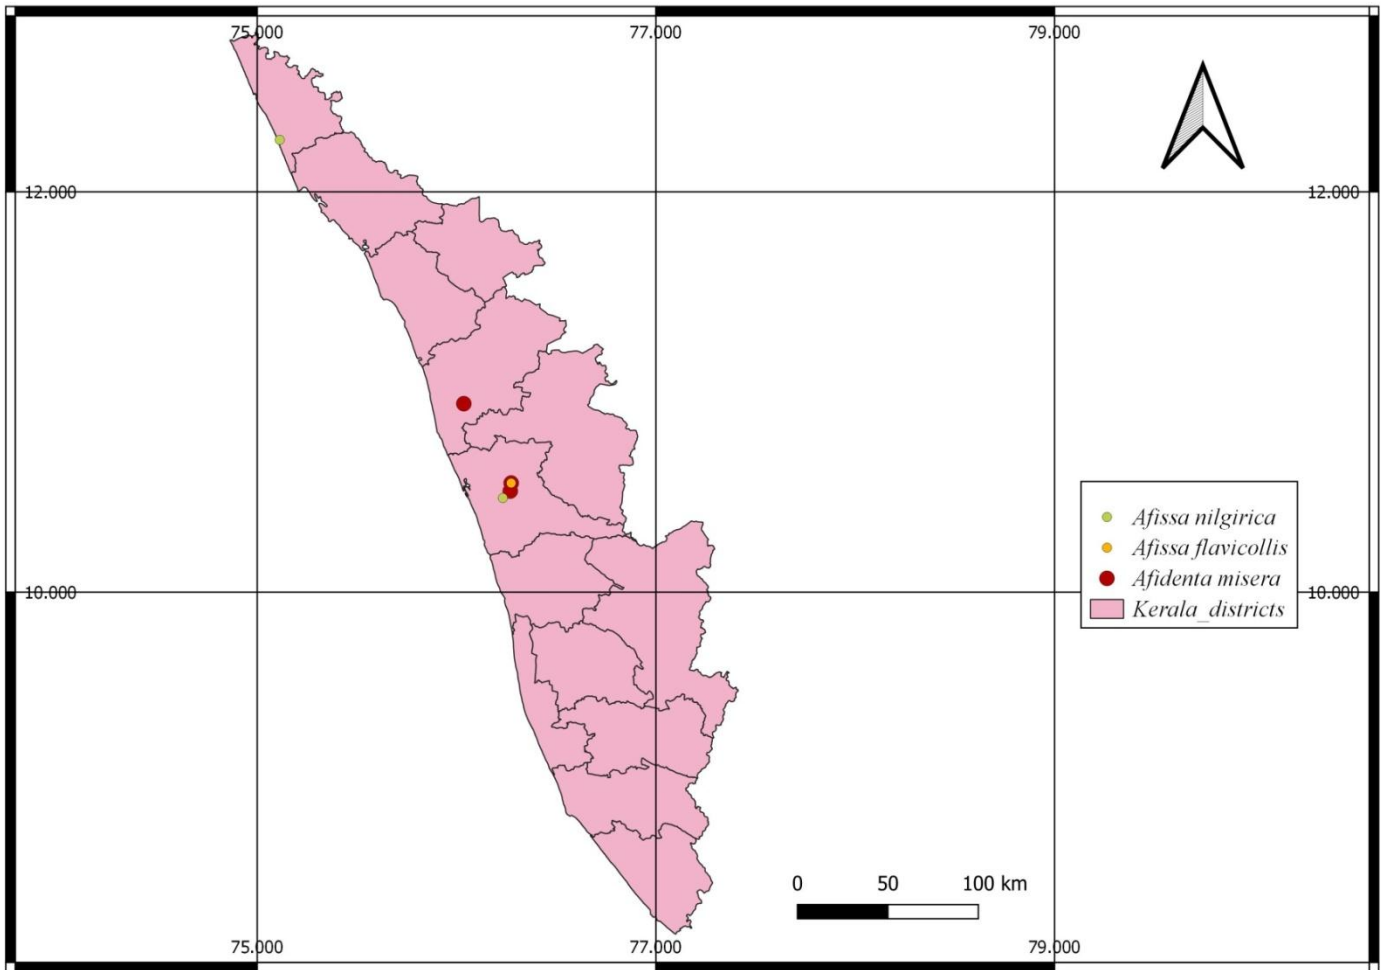 75.000 77.000 79.000
12.000 12.000
Afissa nilgirica
Afissa flavicollis
Afidenta misera
Kerala_districts
10.000 10.000
0 50 100 km
75.000 77.000 79.000